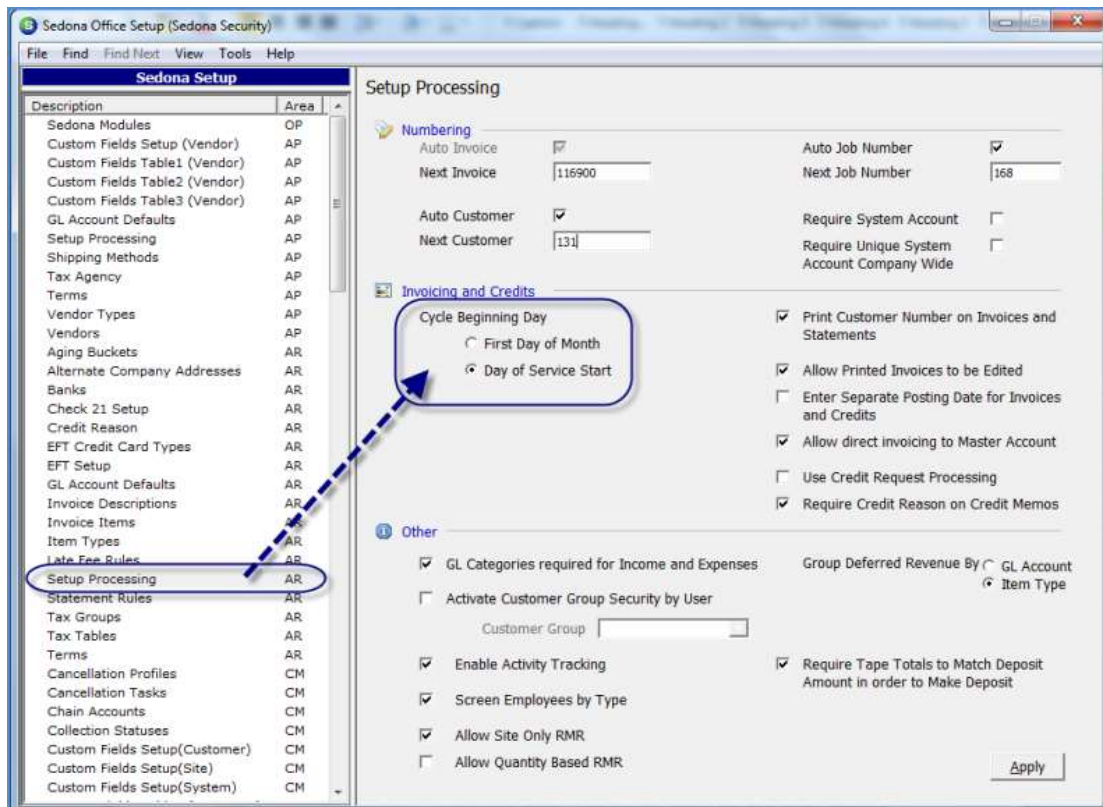 Sedona Office Setup (Sedona Security)
File Find Find Next View Tools Help
Sedona Setup
Description Area
Sedona Modules OP
Custom Fields Setup (Vendor) AP
Custom Fields Table1 (Vendor) AP
Custom Fields Table2 (Vendor) AP
Custom Fields Table3 (Vendor) AP
GL Account Defaults AP
Setup Processing AP
Shipping Methods AP
Tax Agency AP
Terms AP
Vendor Types AP
Vendors AP
Aging Buckets AR
Alternate Company Addresses AR
Banks AR
Check 21 Setup AR
Credit Reason AR
EFT Credit Card Types AR
EFT Setup AR
GL Account Defaults AR
Invoice Descriptions AR
Invoice Items AR
Item Types AR
Late Fee Rules AR
Setup Processing AR
Statement Rules AR
Tax Groups AR
Tax Tables AR
Terms AR
Cancellation Profiles CM
Cancellation Tasks CM
Chain Accounts CM
Collection Statuses CM
Custom Fields Setup(Customer) CM
Custom Fields Setup(Site) CM
Custom Fields Setup(System) CM
Setup Processing
Numbering
Auto Invoice
Next Invoice 116900
Auto Customer
Next Customer 131
Auto Job Number
Next Job Number 168
Require System Account
Require Unique System
Account Company Wide
Invoicing and Credits
Cycle Beginning Day
First Day of Month
Day of Service Start
Print Customer Number on Invoices and
Statements
Allow Printed Invoices to be Edited
Enter Separate Posting Date for Invoices
and Credits
Allow direct invoicing to Master Account
Use Credit Request Processing
Require Credit Reason on Credit Memos
Other
GL Categories required for Income and Expenses
Activate Customer Group Security by User
Customer Group
Enable Activity Tracking
Screen Employees by Type
Allow Site Only RMR
Allow Quantity Based RMR
Group Deferred Revenue By GL Account
Item Type
Require Tape Totals to Match Deposit
Amount in order to Make Deposit
Apply